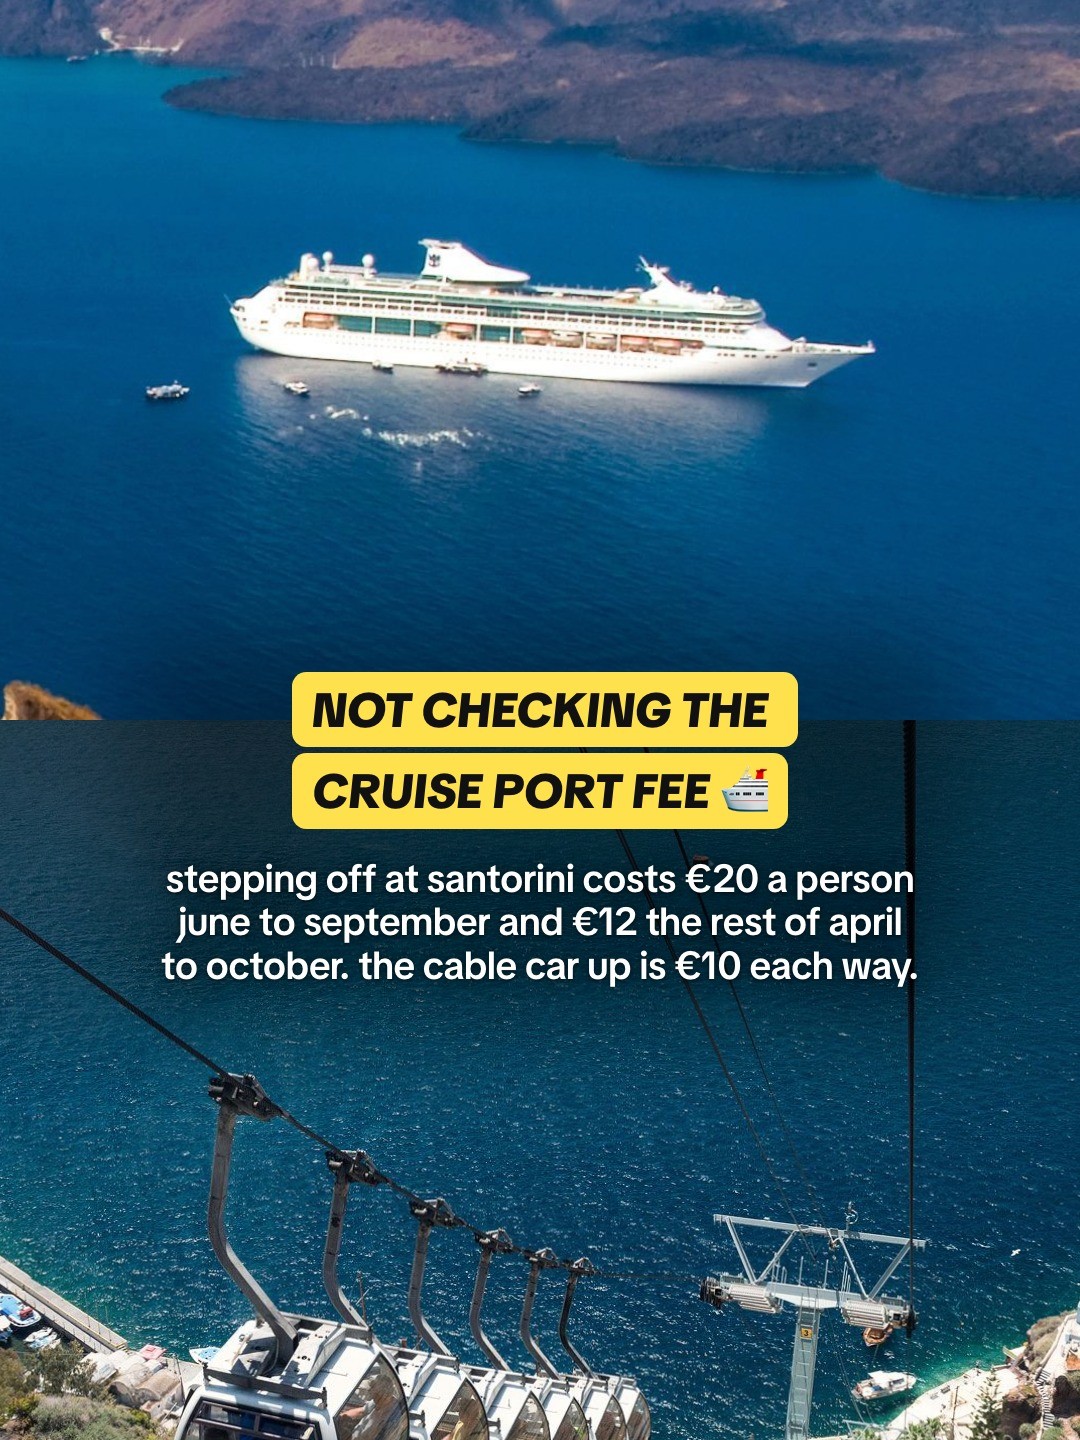 NOT CHECKING THE
CRUISE PORT FEE 🛳️
stepping off at santorini costs €20 a person
june to september and €12 the rest of april
to october. the cable car up is €10 each way.
3